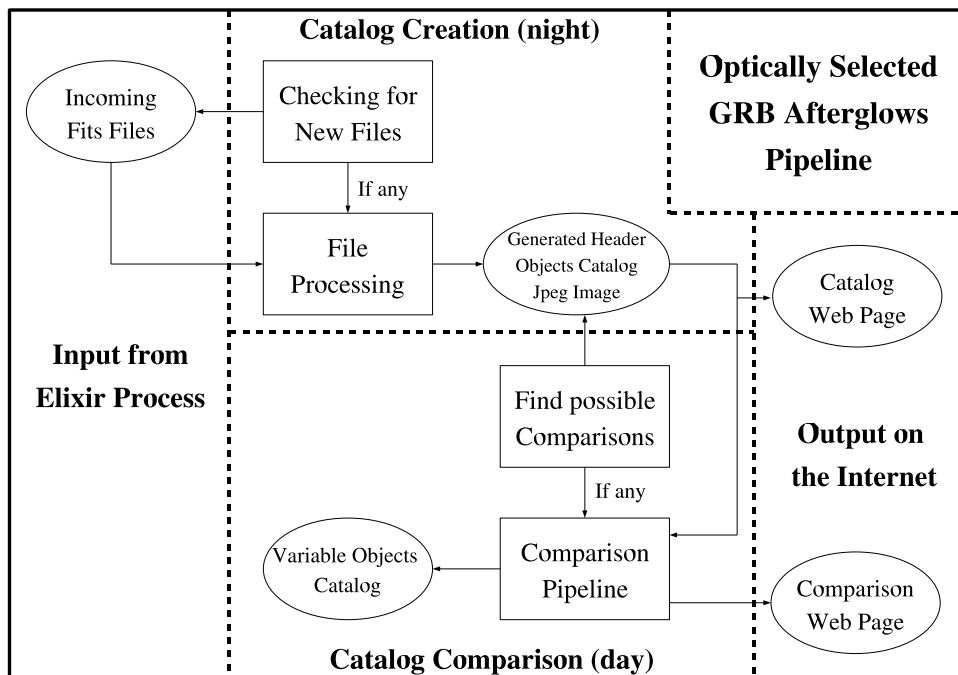 Catalog Creation (night)
Optically Selected
GRB Afterglows
Pipeline
Incoming
Fits Files
Checking for
New Files
If any
File
Processing
Generated Header
Objects Catalog
Jpeg Image
Catalog
Web Page
Input from
Elixir Process
Find possible
Comparisons
Output on
the Internet
If any
Variable Objects
Catalog
Comparison
Pipeline
Comparison
Web Page
Catalog Comparison (day)